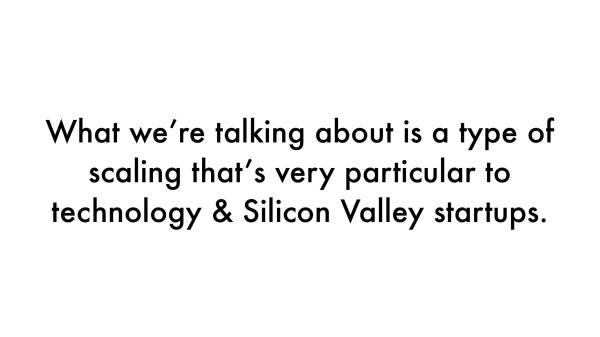 What we’re talking about is a type of
scaling that’s very particular to
technology & Silicon Valley startups.